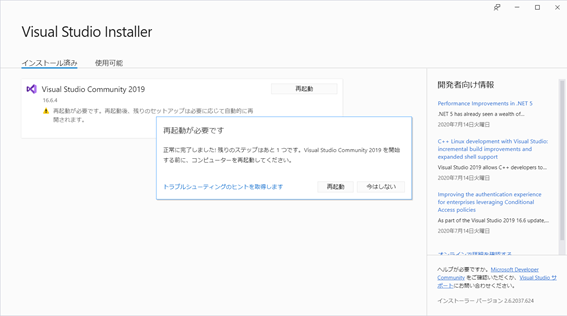 Visual Studio Installer
インストール済み
使用可能
Visual Studio Community 2019
再起動
16.6.4
再起動が必要です。再起動後、残りのセットアップは必要に応じて自動的に再
開されます。
再起動が必要です
正常に完了しました! 残りのステップはあと 1 つです。Visual Studio Community 2019 を開始
する前に、コンピューターを再起動してください。
トラブルシューティングのヒントを取得します
再起動
今はしない
開発者向け情報
Performance Improvements in .NET 5
.NET 5 has already seen a wealth of...
2020年7月14日火曜日
C++ Linux development with Visual Studio:
incremental build improvements and
expanded shell support
Visual Studio 2019 allows C++ developers to...
2020年7月14日火曜日
Improving the authentication experience
for enterprises leveraging Conditional
Access policies
As part of the Visual Studio 2019 16.6 update,...
2020年7月14日火曜日
ヘルプが必要ですか。Microsoft Developer
Community をご確認いただくか、Visual Studio サ
ポートにお問い合わせください。
インストーラー バージョン 2.6.2037.624